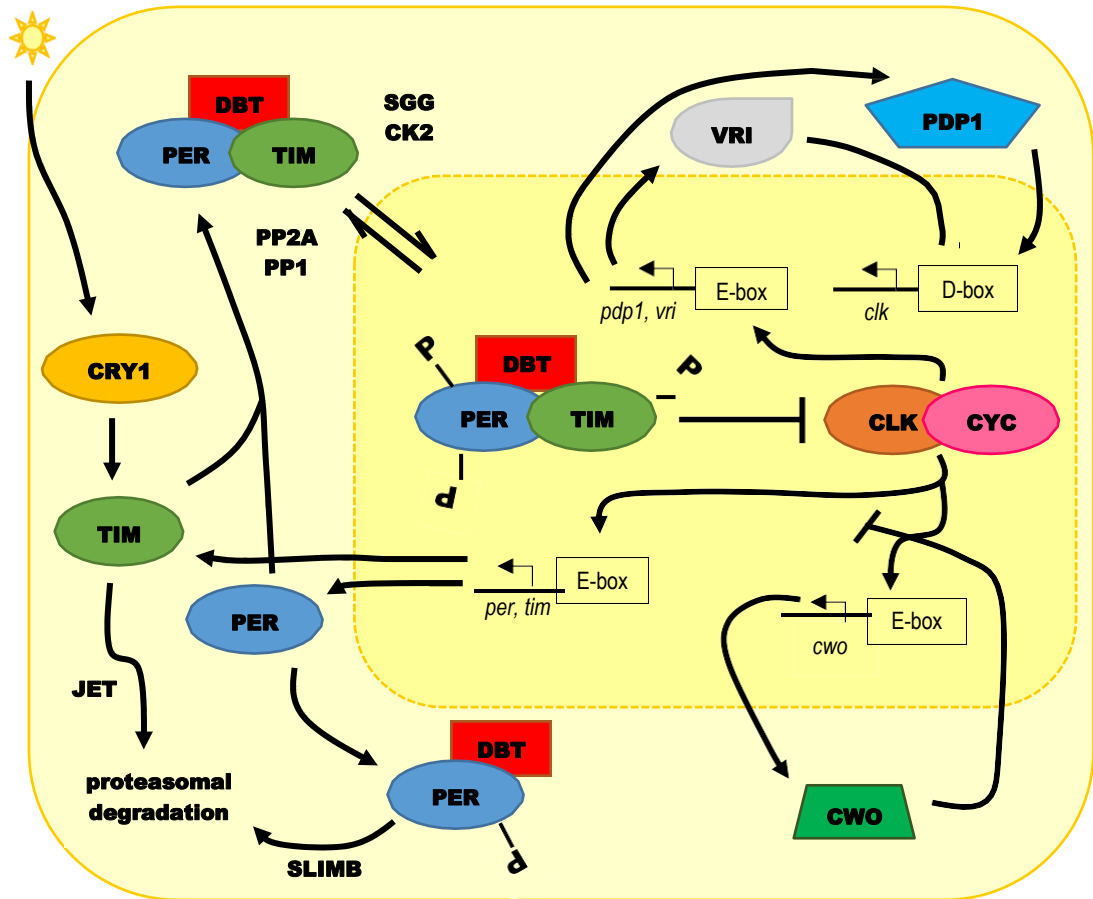 DBT
PER
TIM
SGG
CK2
VRI
PDP1
PP2A
PP1
E-box
pdp1, vri
D-box
clk
P
DBT
P
CRY1
PER
TIM
CLK
CYC
P
TIM
E-box
per, tim
PER
E-box
cwo
JET
DBT
proteasomal
degradation
PER
CWO
SLIMB
P